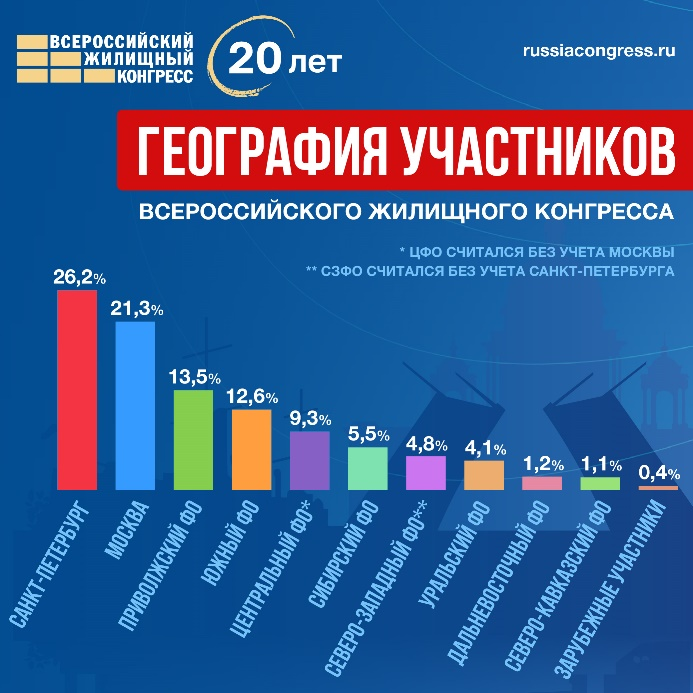 ВСЕРОССИЙСКИЙ
ЖИЛИЩНЫЙ
КОНГРЕСС
20 лет
russiacongress.ru
ГЕОГРАФИЯ УЧАСТНИКОВ
ВСЕРОССИЙСКОГО ЖИЛИЩНОГО КОНГРЕССА
* ЦФО СЧИТАЛСЯ БЕЗ УЧЕТА МОСКВЫ
** СЗФО СЧИТАЛСЯ БЕЗ УЧЕТА САНКТ-ПЕТЕРБУРГА
26,2%
21,3%
13,5%
12,6%
9,3%
5,5%
4,8%
4,1%
1,2%
1,1%
0,4%
САНКТ-ПЕТЕРБУРГ
МОСКВА
ПРИВОЛЖСКИЙ ФО
ЮЖНЫЙ ФО
ЦЕНТРАЛЬНЫЙ ФО*
СИБИРСКИЙ ФО
СЕВЕРО-ЗАПАДНЫЙ ФО**
УРАЛЬСКИЙ ФО
ДАЛЬНЕВОСТОЧНЫЙ ФО
СЕВЕРО-КАВКАЗСКИЙ ФО
ЗАРУБЕЖНЫЕ УЧАСТНИКИ